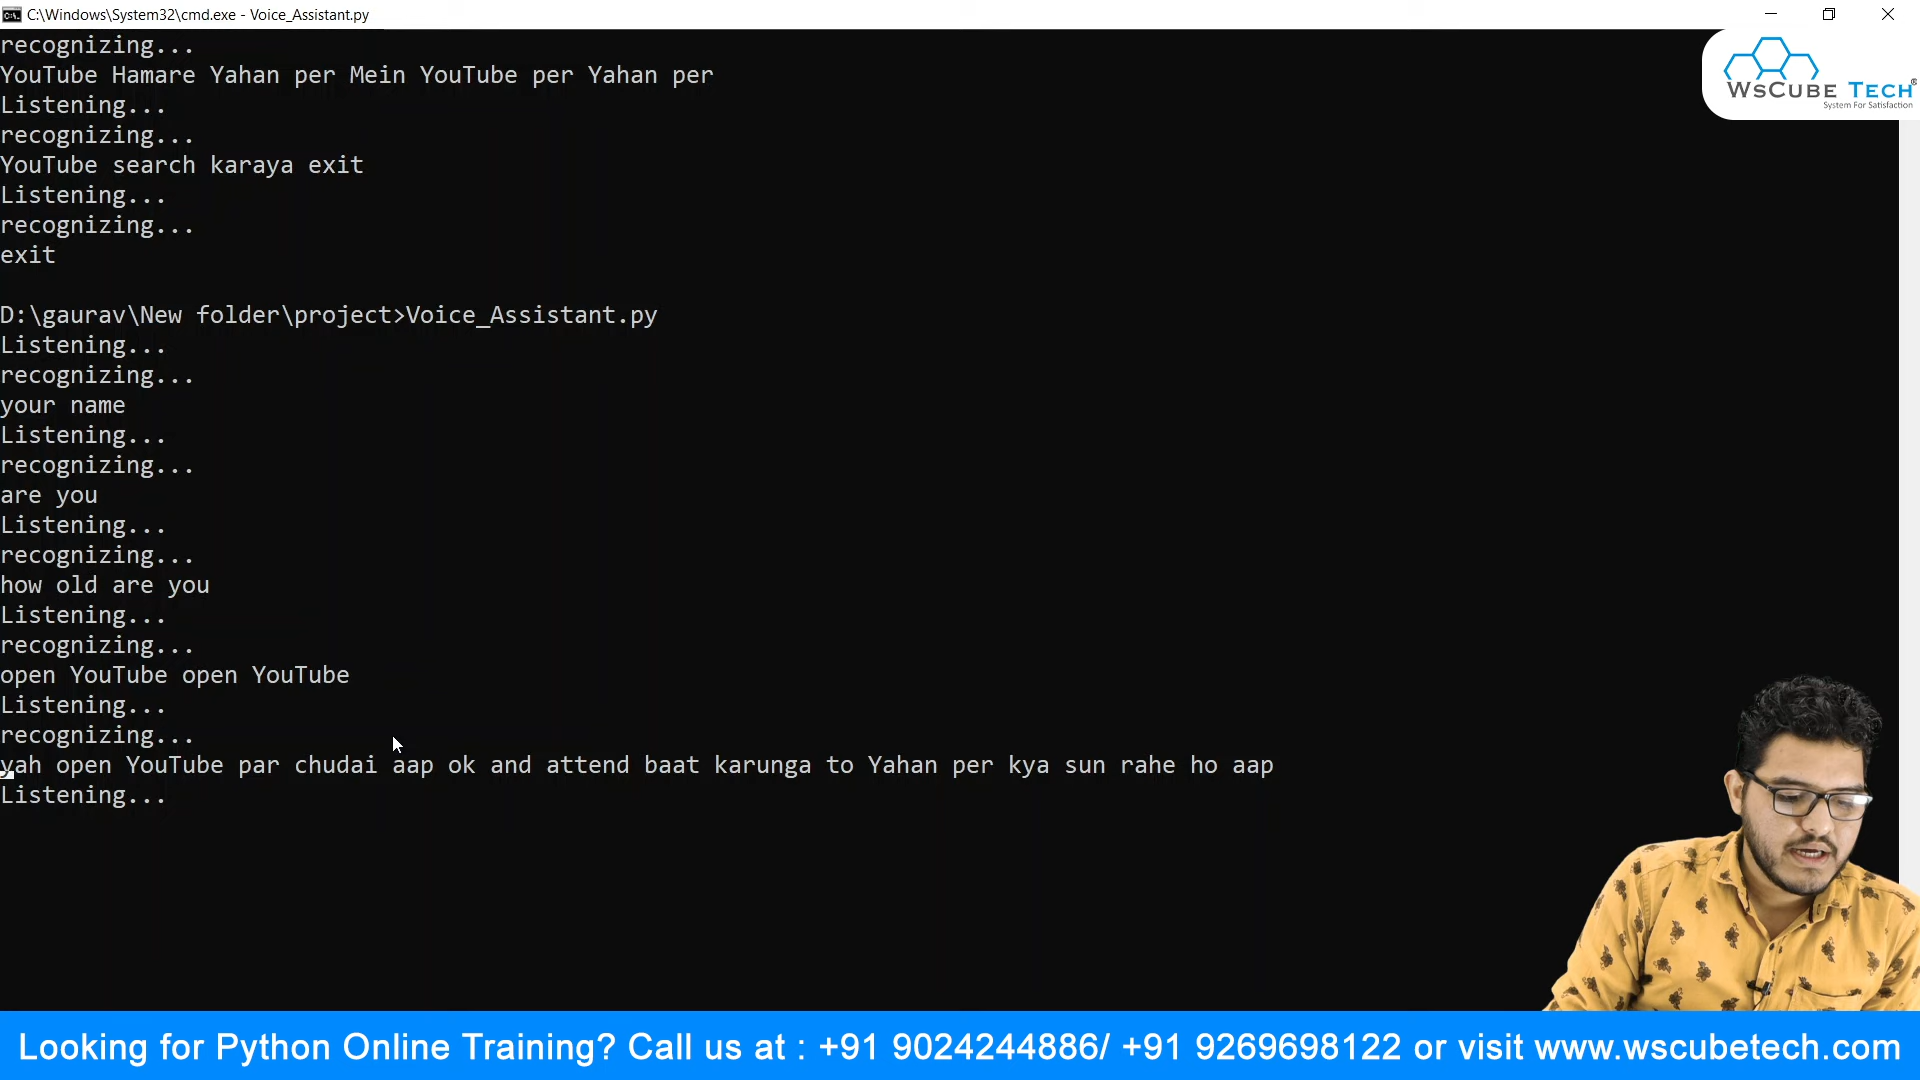 C:\Windows\System32\cmd.exe - Voice_Assistant.py
recognizing...
YouTube Hamare Yahan per Mein YouTube per Yahan per
Listening...
recognizing...
YouTube search karaya exit
Listening...
recognizing...
exit
D:\gaurav\New folder\project>Voice_Assistant.py
Listening...
recognizing...
your name
Listening...
recognizing...
are you
Listening...
recognizing...
how old are you
Listening...
recognizing...
open YouTube open YouTube
Listening...
recognizing...
yah open YouTube par chudai aap ok and attend baat karunga to Yahan per kya sun rahe ho aap
Listening...
WsCube Tech®
System For Satisfaction
Looking for Python Online Training? Call us at : +91 9024244886/ +91 9269698122 or visit www.wscubetech.com